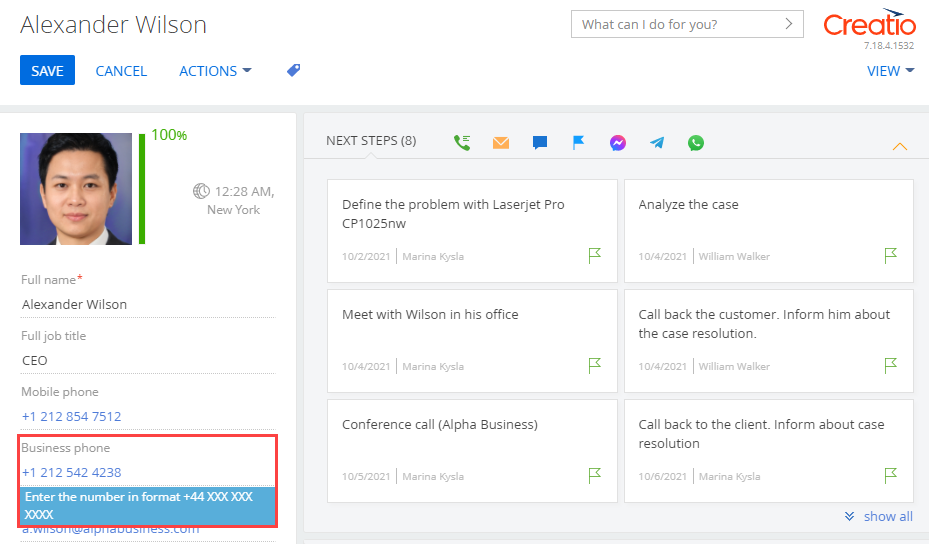 Alexander Wilson
What can I do for you?
Creatio
7.18.4.1532
SAVE CANCEL ACTIONS VIEW
100%
12:28 AM,
New York
Full name*
Alexander Wilson
Full job title
CEO
Mobile phone
+1 212 854 7512
Business phone
+1 212 542 4238
Enter the number in format +44 XXX XXX
XXXX
a.wilson@alphabusiness.com
NEXT STEPS (8)
Define the problem with Laserjet Pro
CP1025nw
10/2/2021 Marina Kysla
Analyze the case
10/4/2021 William Walker
Meet with Wilson in his office
10/4/2021 Marina Kysla
Call back the customer. Inform him about
the case resolution.
10/4/2021 William Walker
Conference call (Alpha Business)
10/5/2021 Marina Kysla
Call back to the client. Inform about case
resolution
10/6/2021 Marina Kysla
show all